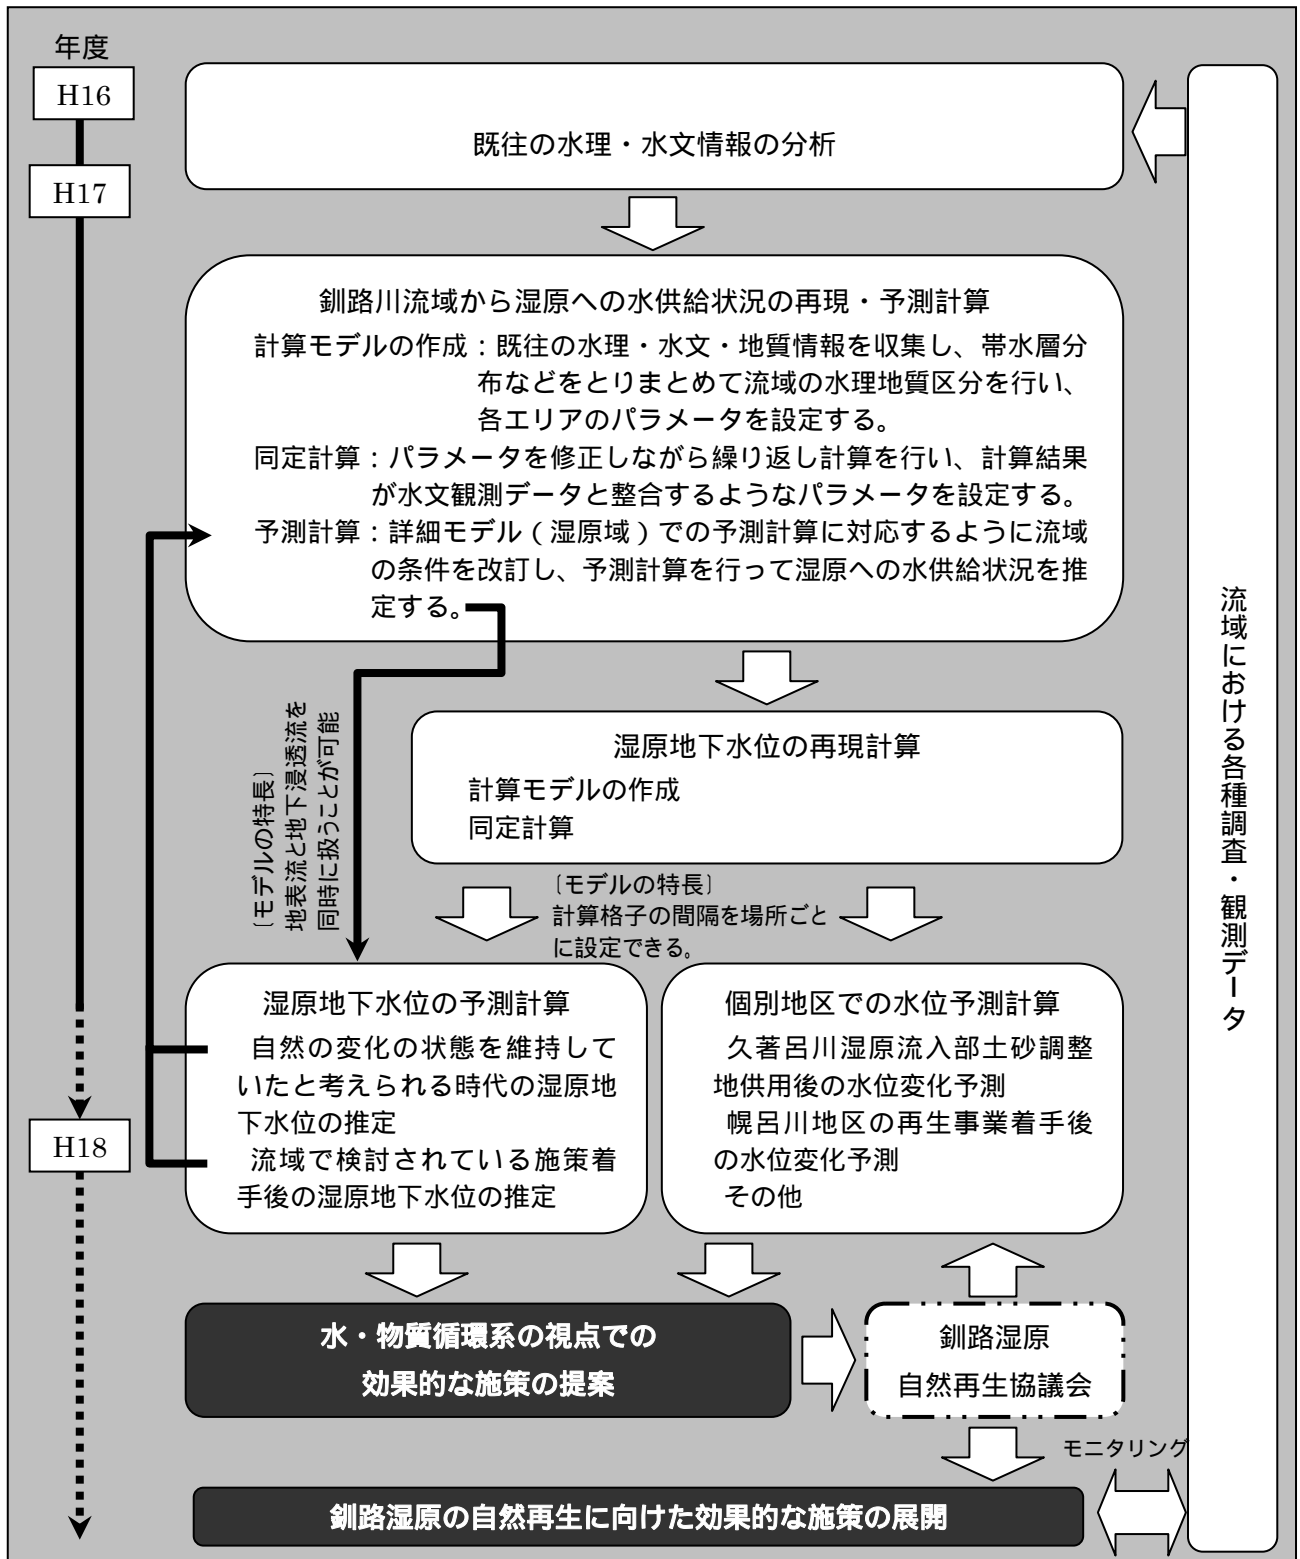 年度
H16
H17
H18
既往の水理・水文情報の分析
釧路川流域から湿原への水供給状況の再現・予測計算
計算モデルの作成：既往の水理・水文・地質情報を収集し、帯水層分
布などをとりまとめて流域の水理地質区分を行い、
各エリアのパラメータを設定する。
同定計算：パラメータを修正しながら繰り返し計算を行い、計算結果
が水文観測データと整合するようなパラメータを設定する。
予測計算：詳細モデル（湿原域）での予測計算に対応するように流域
の条件を改訂し、予測計算を行って湿原への水供給状況を推
定する。
［モデルの特長］
地表流と地下浸透流を
同時に扱うことが可能
湿原地下水位の再現計算
計算モデルの作成
同定計算
［モデルの特長］
計算格子の間隔を場所ごと
に設定できる。
湿原地下水位の予測計算
自然の変化の状態を維持して
いたと考えられる時代の湿原地
下水位の推定
流域で検討されている施策着
手後の湿原地下水位の推定
個別地区での水位予測計算
久著呂川湿原流入部土砂調整
地供用後の水位変化予測
幌呂川地区の再生事業着手後
の水位変化予測
その他
水・物質循環系の視点での
効果的な施策の提案
釧路湿原
自然再生協議会
モニタリング
釧路湿原の自然再生に向けた効果的な施策の展開
流域における各種調査・観測データ